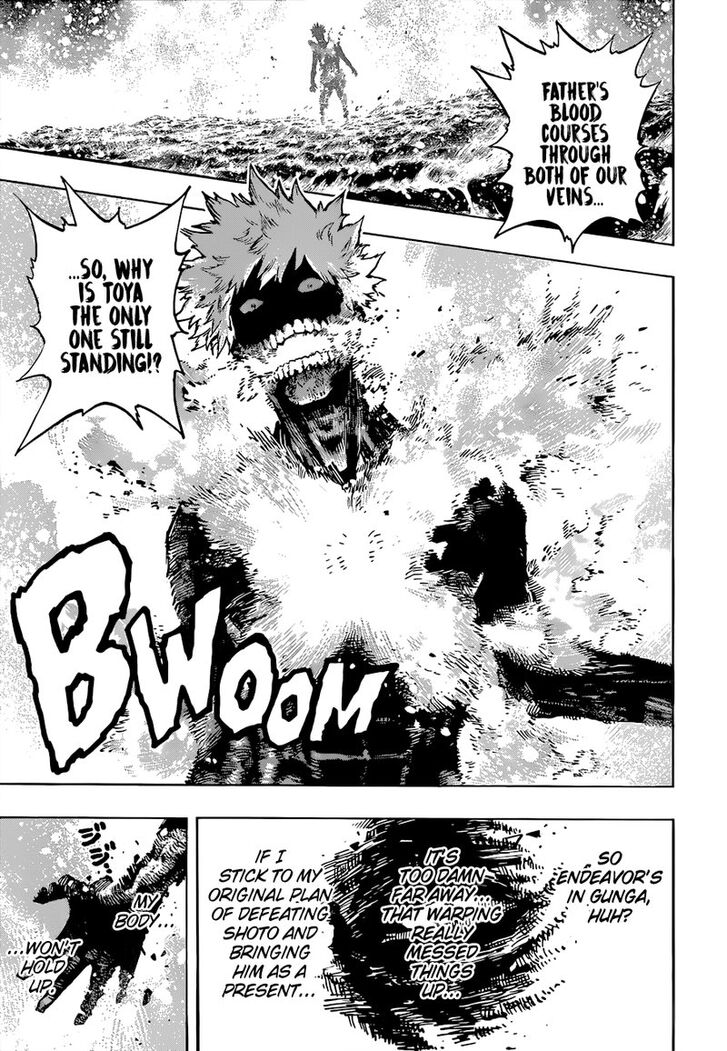 FATHER'S
BLOOD
COURSES
THROUGH
BOTH OF OUR
VEINS...
...SO, WHY
IS TOYA
THE ONLY
ONE STILL
STANDING!?
BWOOM
SO
ENDEAVOR'S
IN GUNGA,
HUH?
IT'S
TOO DAMN
FAR AWAY...
THAT WARPING
REALLY
MESSED
THINGS
UP...
IF I
STICK TO MY
ORIGINAL PLAN
OF DEFEATING
SHOTO AND
BRINGING
HIM AS A
PRESENT...
MY
BODY...
...WON'T
HOLD
UP.